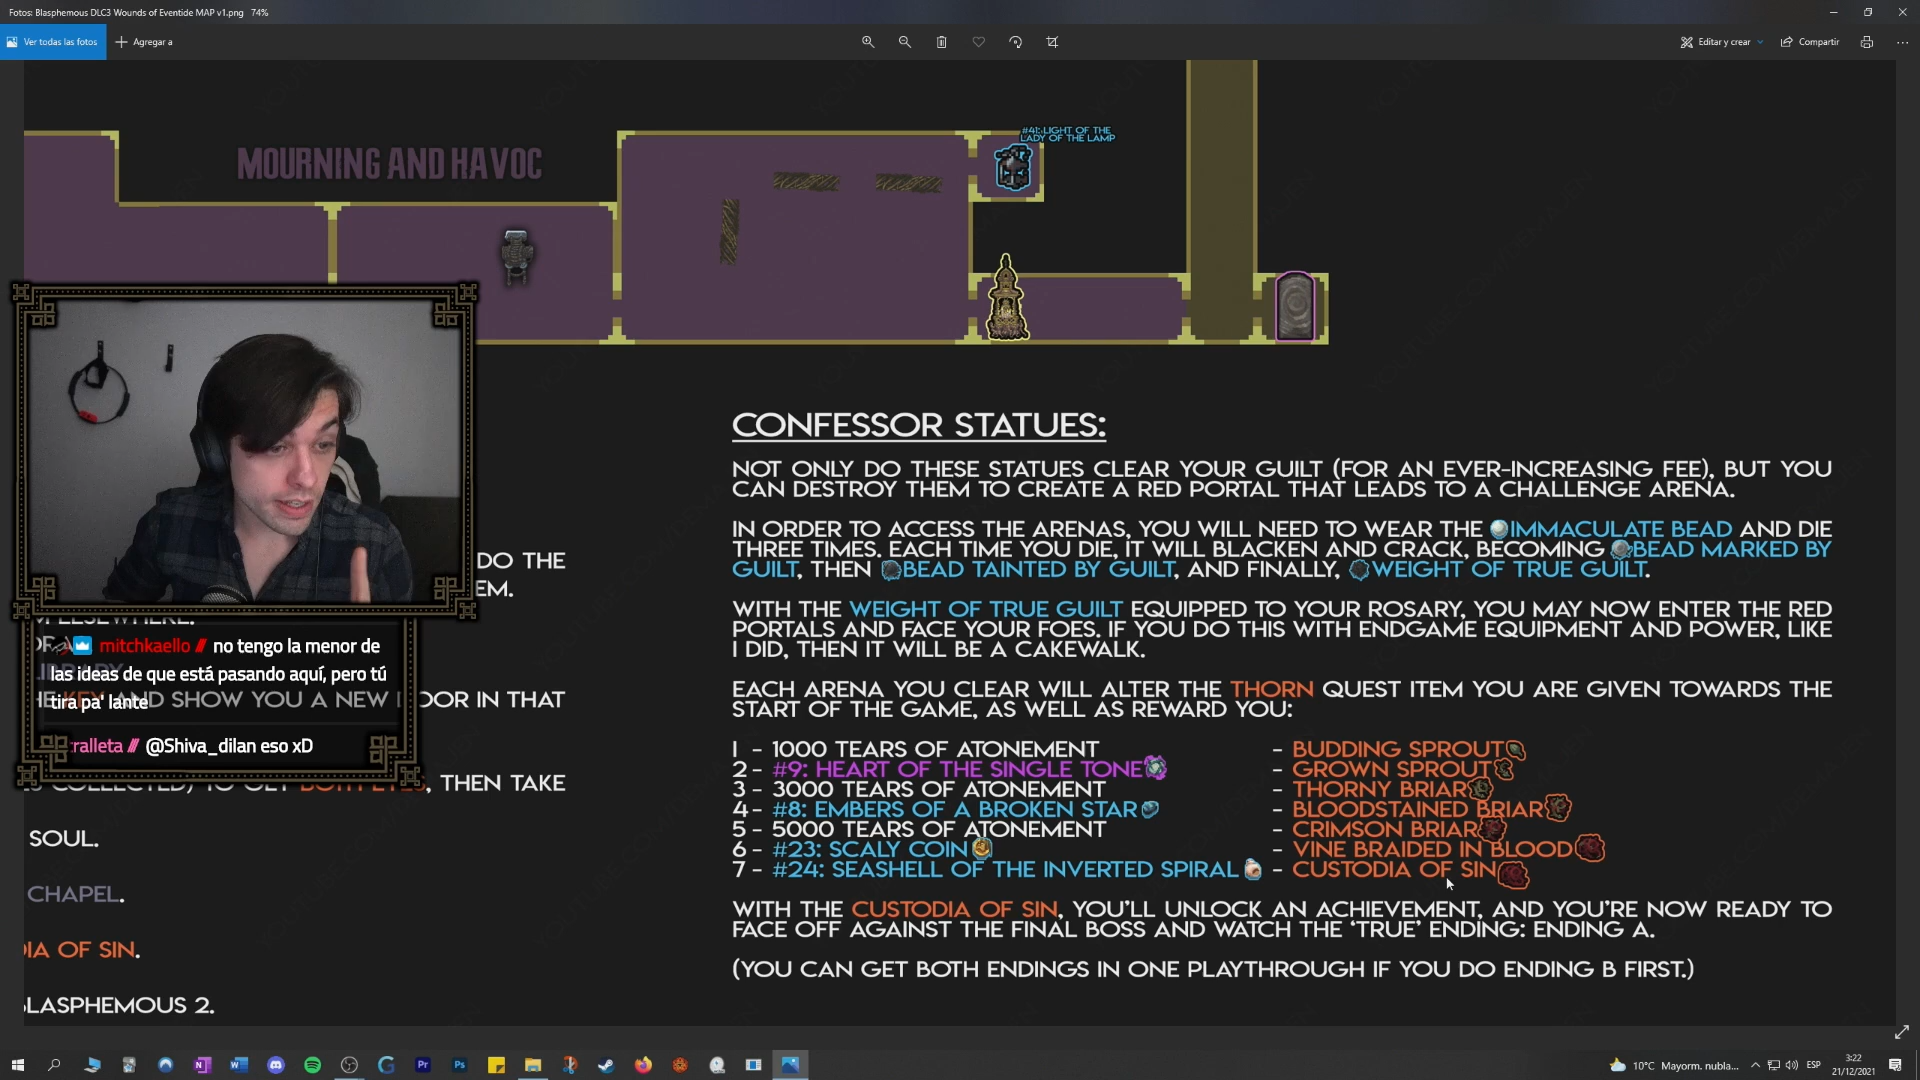 Fotos: Blasphemous DLC3 Wounds of Eventide MAP v1.png   74%
Ver todas las fotos
Agregar a
Editar y crear
Compartir
#41: LIGHT OF THE
LADY OF THE LAMP
MOURNING AND HAVOC
CONFESSOR STATUES:
NOT ONLY DO THESE STATUES CLEAR YOUR GUILT (FOR AN EVER-INCREASING FEE), BUT YOU
CAN DESTROY THEM TO CREATE A RED PORTAL THAT LEADS TO A CHALLENGE ARENA.
IN ORDER TO ACCESS THE ARENAS, YOU WILL NEED TO WEAR THE IMMACULATE BEAD AND DIE
THREE TIMES. EACH TIME YOU DIE, IT WILL BLACKEN AND CRACK, BECOMING BEAD MARKED BY
GUILT, THEN BEAD TAINTED BY GUILT, AND FINALLY, WEIGHT OF TRUE GUILT.
WITH THE WEIGHT OF TRUE GUILT EQUIPPED TO YOUR ROSARY, YOU MAY NOW ENTER THE RED
PORTALS AND FACE YOUR FOES. IF YOU DO THIS WITH ENDGAME EQUIPMENT AND POWER, LIKE
I DID, THEN IT WILL BE A CAKEWALK.
EACH ARENA YOU CLEAR WILL ALTER THE THORN QUEST ITEM YOU ARE GIVEN TOWARDS THE
START OF THE GAME, AS WELL AS REWARD YOU:
1 - 1000 TEARS OF ATONEMENT - BUDDING SPROUT
2 - #9: HEART OF THE SINGLE TONE - GROWN SPROUT
3 - 3000 TEARS OF ATONEMENT - THORNY BRIAR
4 - #8: EMBERS OF A BROKEN STAR - BLOODSTAINED BRIAR
5 - 5000 TEARS OF ATONEMENT - CRIMSON BRIAR
6 - #23: SCALY COIN - VINE BRAIDED IN BLOOD
7 - #24: SEASHELL OF THE INVERTED SPIRAL - CUSTODIA OF SIN
WITH THE CUSTODIA OF SIN, YOU'LL UNLOCK AN ACHIEVEMENT, AND YOU'RE NOW READY TO
FACE OFF AGAINST THE FINAL BOSS AND WATCH THE 'TRUE' ENDING: ENDING A.
(YOU CAN GET BOTH ENDINGS IN ONE PLAYTHROUGH IF YOU DO ENDING B FIRST.)
DO THE
EM.
ELSEWHERE.
mitchkaello // no tengo la menor de
las ideas de que está pasando aquí, pero tú
tira pa' lante
KEY AND SHOW YOU A NEW DOOR IN THAT
ralleta // @Shiva_dilan eso xD
COLLECTED) TO GET BOTH EYES, THEN TAKE
SOUL.
CHAPEL.
IA OF SIN.
BLASPHEMOUS 2.
10°C Mayorm. nubla...
ESP
3:22
21/12/2021